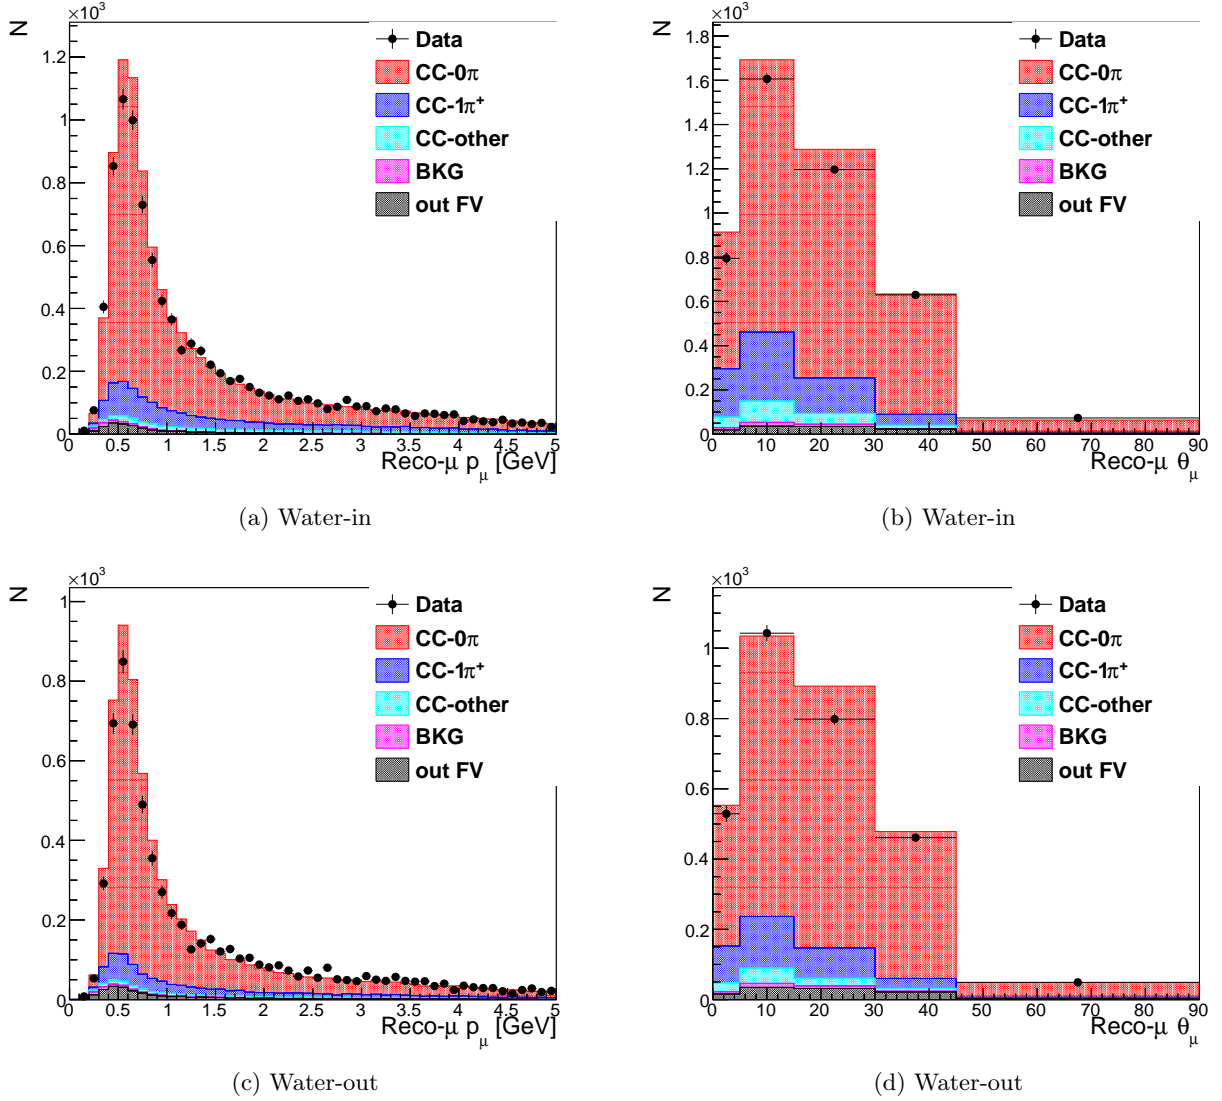 ×10³
N
1.2
1
0.8
0.6
0.4
0.2
0
0 0.5 1 1.5 2 2.5 3 3.5 4 4.5 5
Reco-μ pμ [GeV]
Data
CC-0π
CC-1π⁺
CC-other
BKG
out FV
(a) Water-in
×10³
N
1.8
1.6
1.4
1.2
1
0.8
0.6
0.4
0.2
0
0 10 20 30 40 50 60 70 80 90
Reco-μ θμ
Data
CC-0π
CC-1π⁺
CC-other
BKG
out FV
(b) Water-in
×10³
N
1
0.8
0.6
0.4
0.2
0
0 0.5 1 1.5 2 2.5 3 3.5 4 4.5 5
Reco-μ pμ [GeV]
Data
CC-0π
CC-1π⁺
CC-other
BKG
out FV
(c) Water-out
×10³
N
1
0.8
0.6
0.4
0.2
0
0 10 20 30 40 50 60 70 80 90
Reco-μ θμ
Data
CC-0π
CC-1π⁺
CC-other
BKG
out FV
(d) Water-out